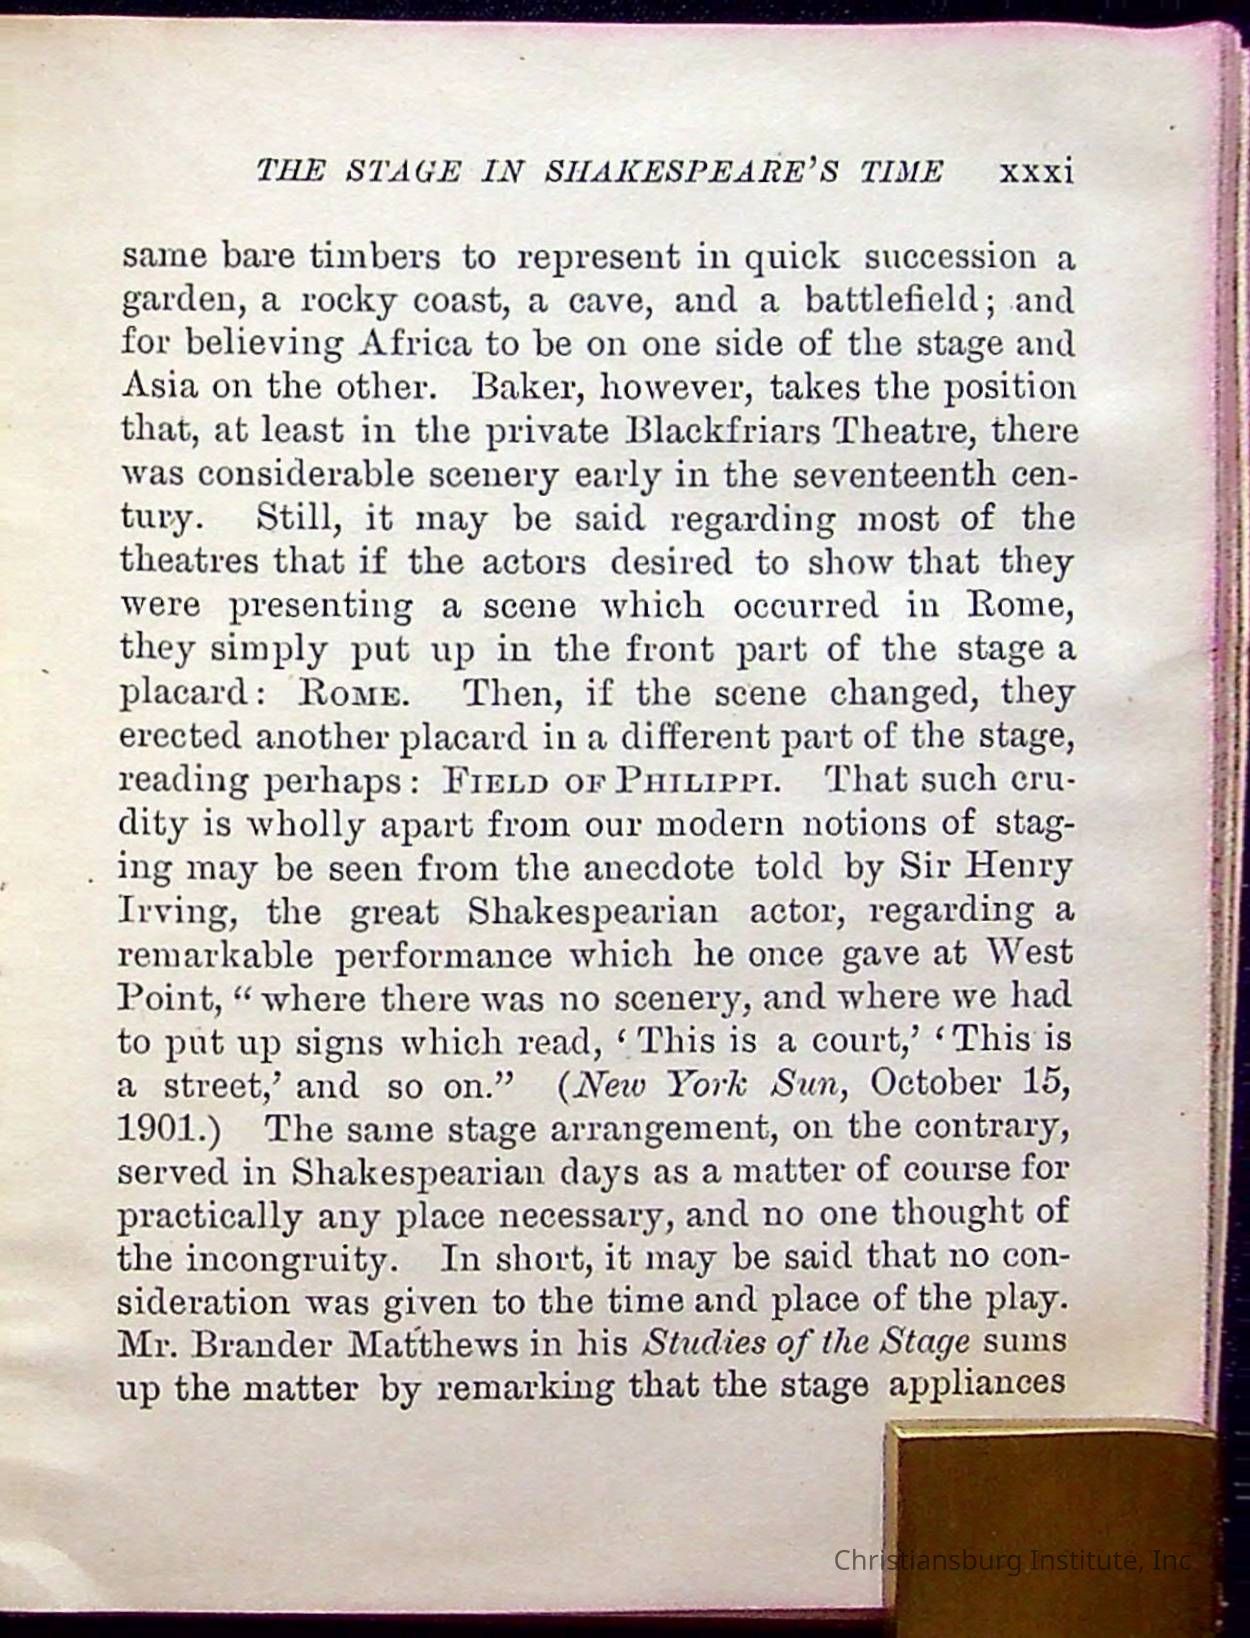 THE STAGE IN SHAKESPEARE'S TIME xxxi
same bare timbers to represent in quick succession a
garden, a rocky coast, a cave, and a battlefield; and
for believing Africa to be on one side of the stage and
Asia on the other. Baker, however, takes the position
that, at least in the private Blackfriars Theatre, there
was considerable scenery early in the seventeenth cen-
tury. Still, it may be said regarding most of the
theatres that if the actors desired to show that they
were presenting a scene which occurred in Rome,
they simply put up in the front part of the stage a
placard: ROME. Then, if the scene changed, they
erected another placard in a different part of the stage,
reading perhaps: FIELD OF PHILIPPI. That such cru-
dity is wholly apart from our modern notions of stag-
ing may be seen from the anecdote told by Sir Henry
Irving, the great Shakespearian actor, regarding a
remarkable performance which he once gave at West
Point, “where there was no scenery, and where we had
to put up signs which read, ‘This is a court,’ ‘This is
a street,’ and so on.” (New York Sun, October 15,
1901.) The same stage arrangement, on the contrary,
served in Shakespearian days as a matter of course for
practically any place necessary, and no one thought of
the incongruity. In short, it may be said that no con-
sideration was given to the time and place of the play.
Mr. Brander Matthews in his Studies of the Stage sums
up the matter by remarking that the stage appliances
Christiansburg Institute, Inc